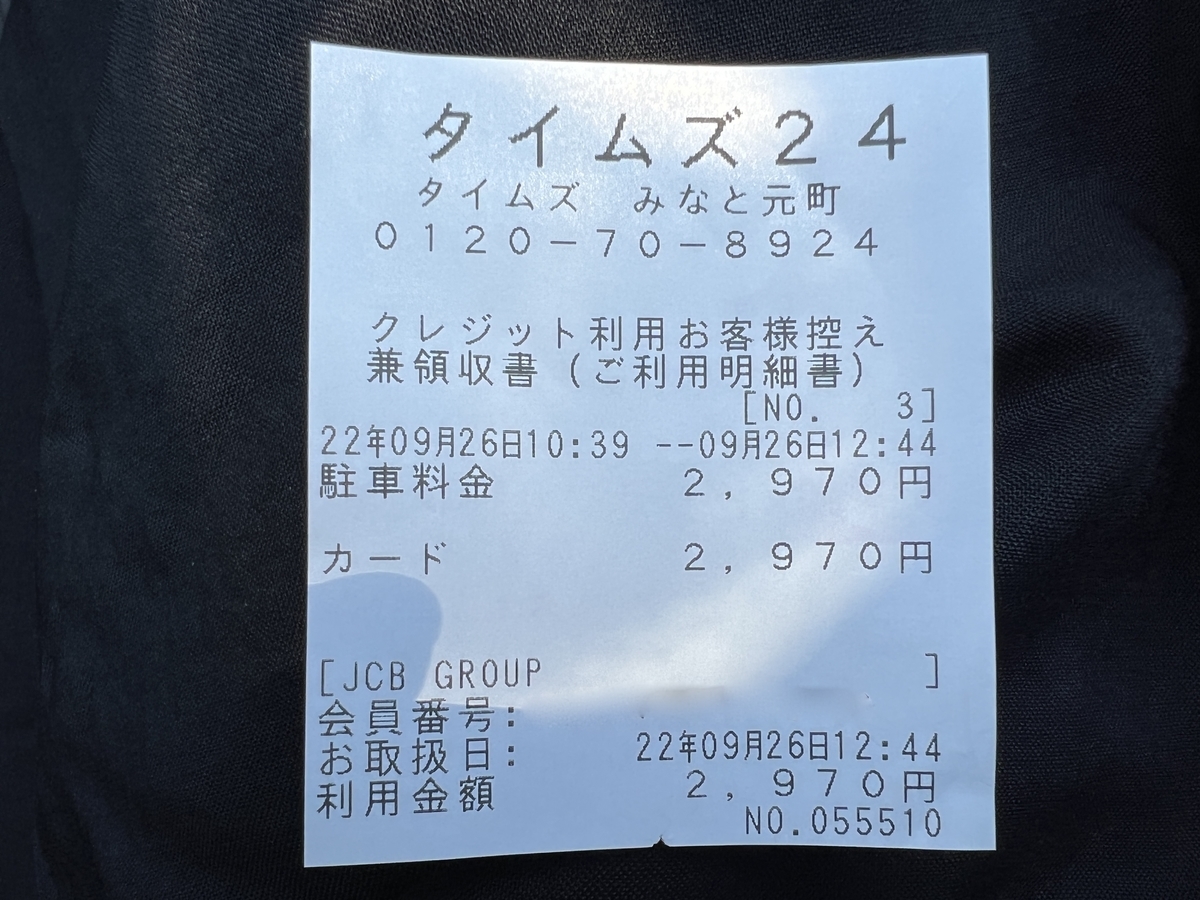 タイムズ24
タイムズ　みなと元町
0120-70-8924
クレジット利用お客様控え
兼領収書(ご利用明細書)
[NO.　3]
22年09月26日10:39 --09月26日12:44
駐車料金　2,970円
カード　2,970円
[JCB GROUP　]
会員番号:
お取扱日:　22年09月26日12:44
利用金額　2,970円
NO.055510